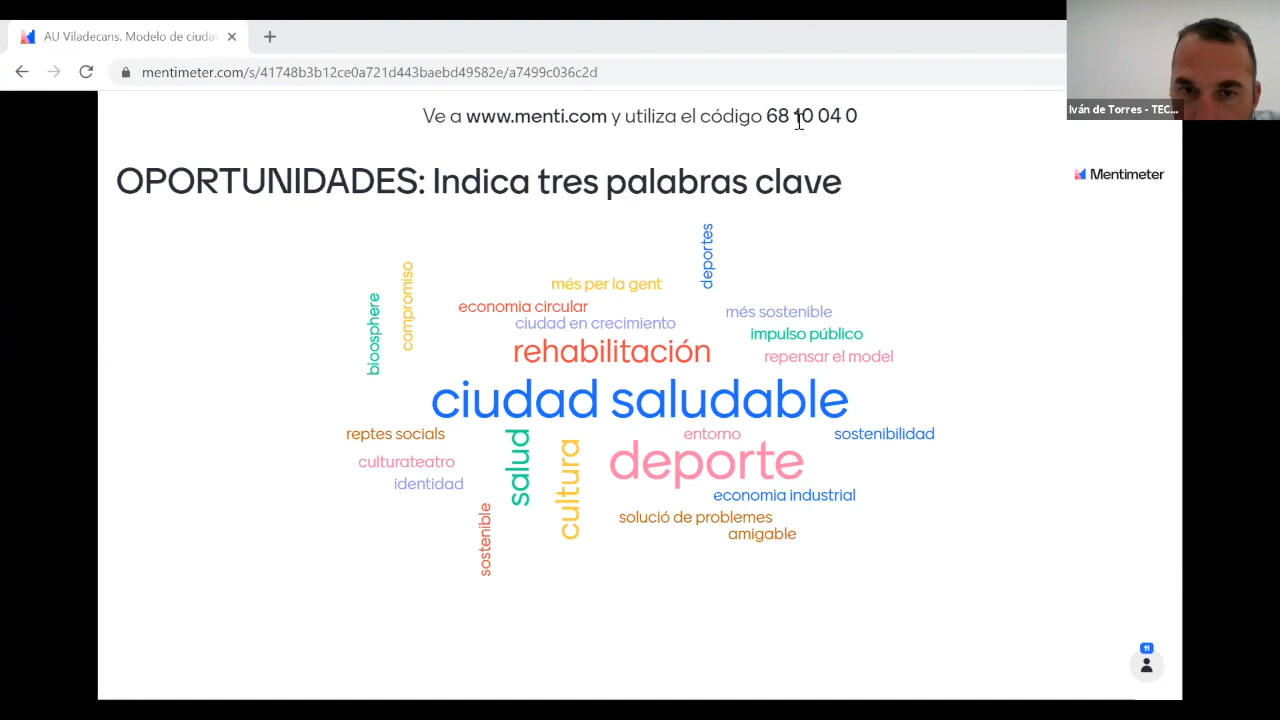 AU Viladecans. Modelo de ciuda
mentimeter.com/s/41748b3b12ce0a721d443baebd49582e/a7499c036c2d
Iván de Torres - TEC...
Ve a www.menti.com y utiliza el código 68 10 04 0
OPORTUNIDADES: Indica tres palabras clave
Mentimeter
deportes
compromiso
més per la gent
bioosphere
economia circular
més sostenible
ciudad en crecimiento
impulso público
rehabilitación
repensar el model
ciudad saludable
reptes socials
salud
cultura
entorno
sostenibilidad
culturateatro
deporte
identidad
economia industrial
sostenible
solució de problemes
amigable
11